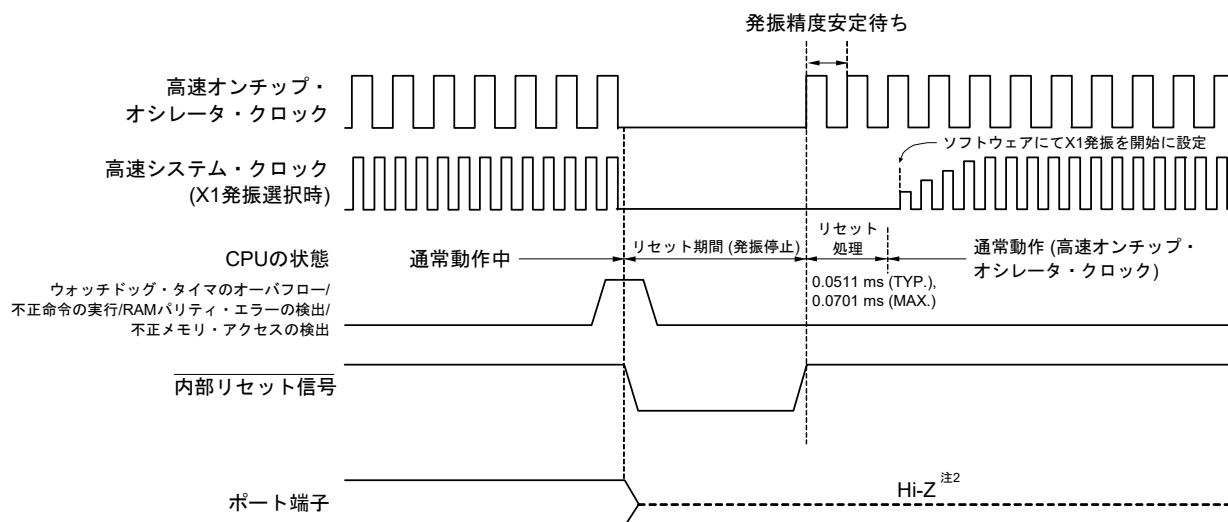 発振精度安定待ち
高速オンチップ・
オシレータ・クロック
ソフトウェアにてX1発振を開始に設定
高速システム・クロック
(X1発振選択時)
CPUの状態
通常動作中
リセット期間 (発振停止)
リセット
処理
通常動作 (高速オンチップ・
オシレータ・クロック)
0.0511 ms (TYP.),
0.0701 ms (MAX.)
ウォッチドッグ・タイマのオーバフロー/
不正命令の実行/RAMパリティ・エラーの検出/
不正メモリ・アクセスの検出
内部リセット信号
ポート端子
Hi-Z 注2